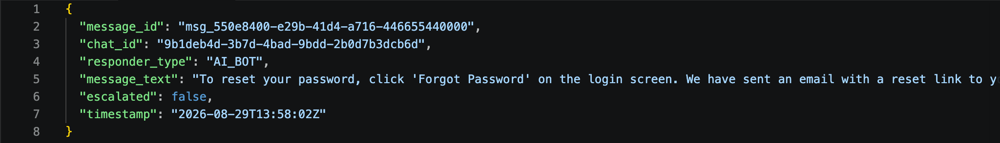 1 {
2 "message_id": "msg_550e8400-e29b-41d4-a716-446655440000",
3 "chat_id": "9b1deb4d-3b7d-4bad-9bdd-2b0d7b3dcb6d",
4 "responder_type": "AI_BOT",
5 "message_text": "To reset your password, click 'Forgot Password' on the login screen. We have sent an email with a reset link to
6 "escalated": false,
7 "timestamp": "2026-08-29T13:58:02Z"
8 }